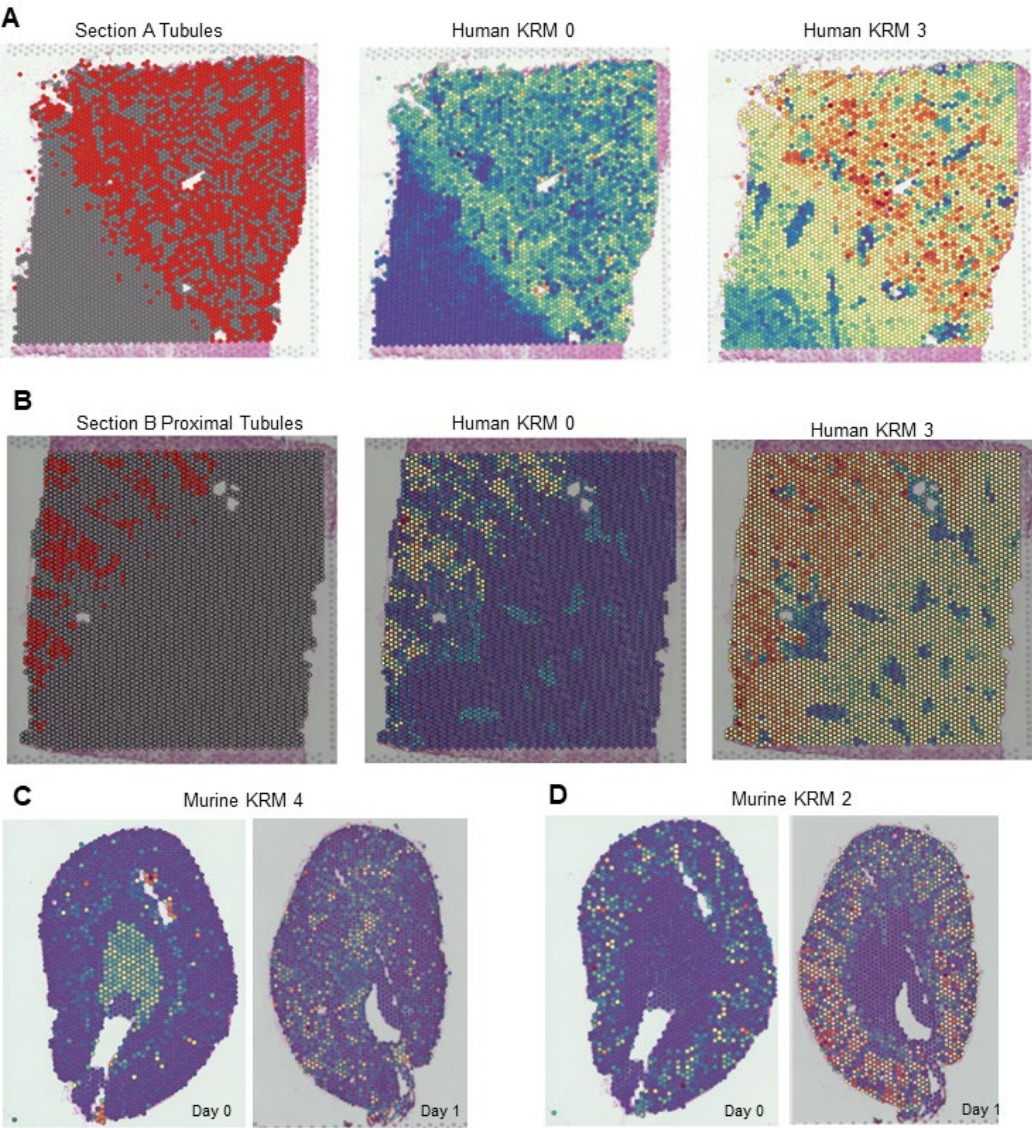 A
Section A Tubules
Human KRM 0
Human KRM 3
B
Section B Proximal Tubules
Human KRM 0
Human KRM 3
C
Murine KRM 4
D
Murine KRM 2
Day 0
Day 1
Day 0
Day 1